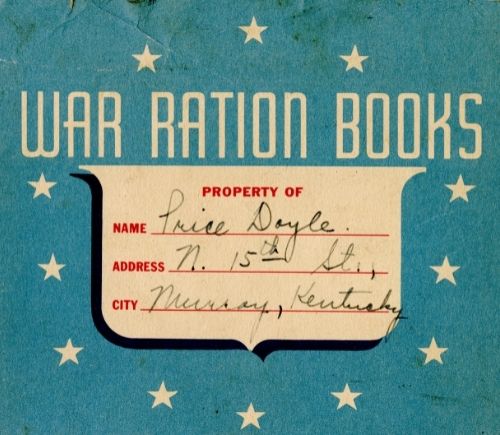 WAR RATION BOOKS
PROPERTY OF
NAME Price Doyle.
ADDRESS N. 15th St.,
CITY Murray, Kentucky